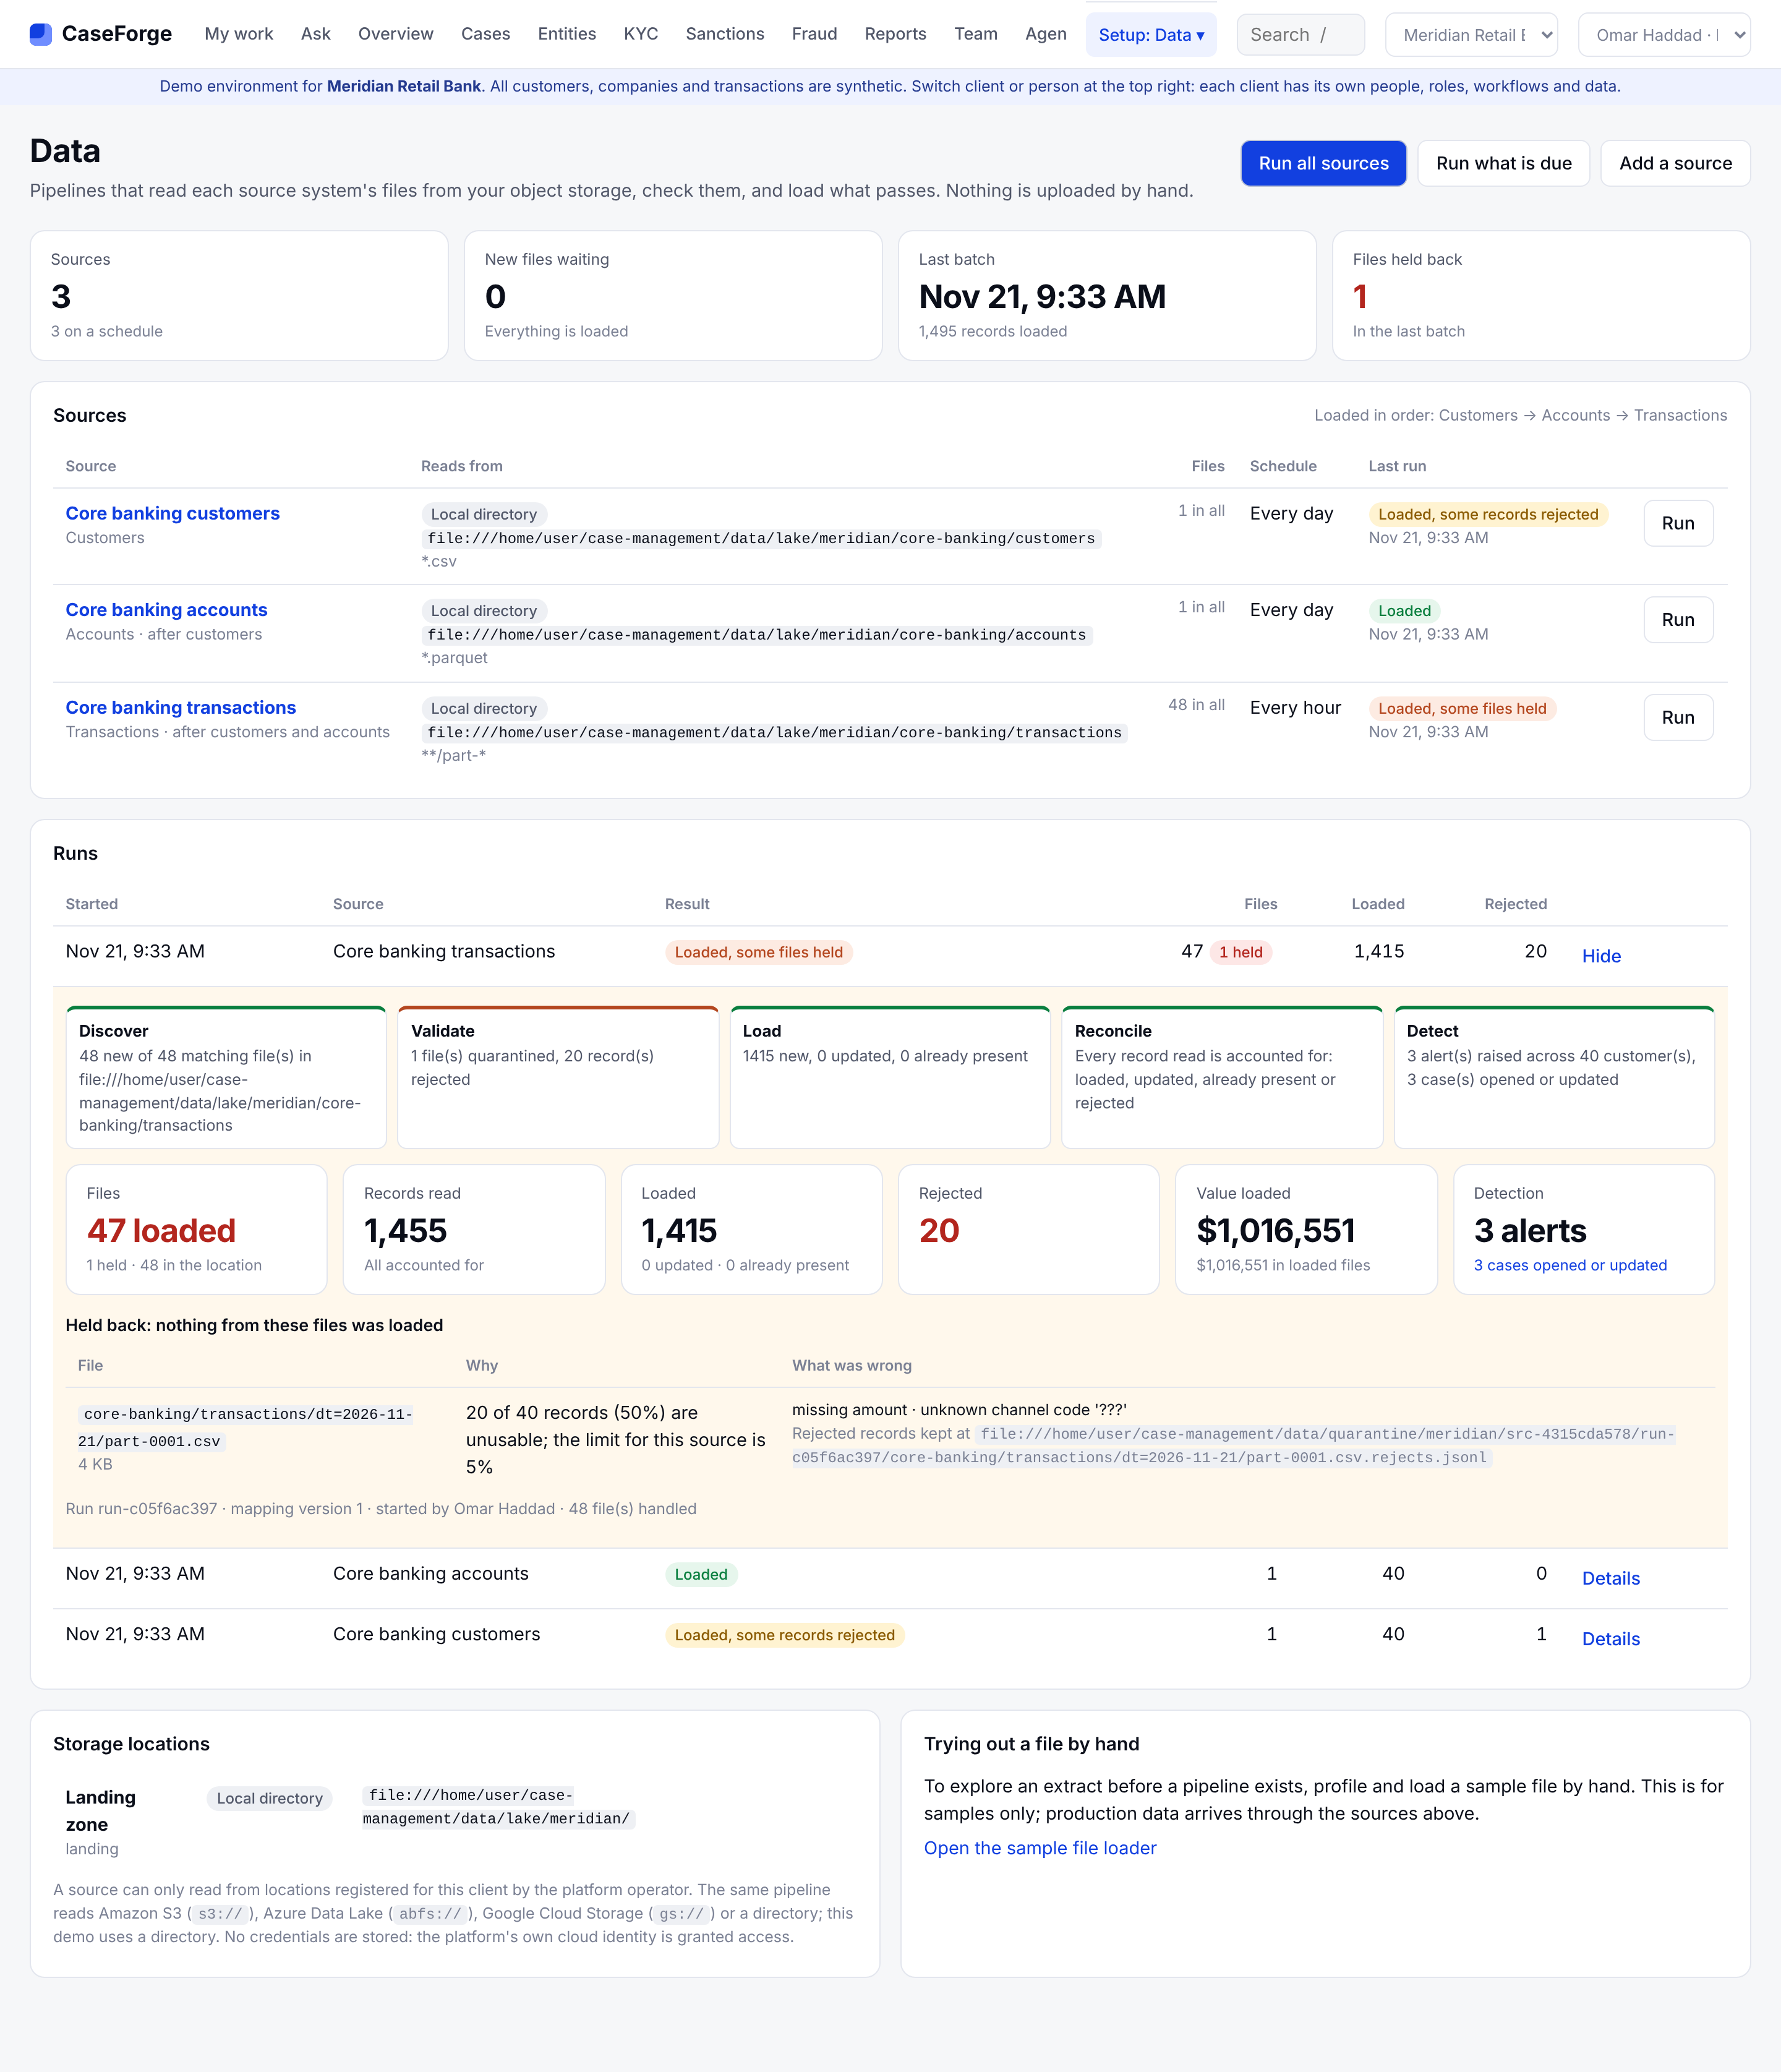 CaseForge My work Ask Overview Cases Entities KYC Sanctions Fraud Reports Team Agen Setup: Data ▾ Search / Meridian Retail Omar Haddad ·
Demo environment for Meridian Retail Bank. All customers, companies and transactions are synthetic. Switch client or person at the top right: each client has its own people, roles, workflows and data.
Data
Pipelines that read each source system's files from your object storage, check them, and load what passes. Nothing is uploaded by hand.
Run all sources Run what is due Add a source
Sources
3
3 on a schedule
New files waiting
0
Everything is loaded
Last batch
Nov 21, 9:33 AM
1,495 records loaded
Files held back
1
In the last batch
Sources Loaded in order: Customers → Accounts → Transactions
Source Reads from Files Schedule Last run
Core banking customers
Customers
Local directory
file:///home/user/case-management/data/lake/meridian/core-banking/customers
*.csv
1 in all
Every day
Loaded, some records rejected
Nov 21, 9:33 AM
Run
Core banking accounts
Accounts · after customers
Local directory
file:///home/user/case-management/data/lake/meridian/core-banking/accounts
*.parquet
1 in all
Every day
Loaded
Nov 21, 9:33 AM
Run
Core banking transactions
Transactions · after customers and accounts
Local directory
file:///home/user/case-management/data/lake/meridian/core-banking/transactions
**/part-*
48 in all
Every hour
Loaded, some files held
Nov 21, 9:33 AM
Run
Runs
Started Source Result Files Loaded Rejected
Nov 21, 9:33 AM Core banking transactions Loaded, some files held 47 1 held 1,415 20 Hide
Discover
48 new of 48 matching file(s) in
file:///home/user/case-
management/data/lake/meridian/core-
banking/transactions
Validate
1 file(s) quarantined, 20 record(s)
rejected
Load
1415 new, 0 updated, 0 already present
Reconcile
Every record read is accounted for:
loaded, updated, already present or
rejected
Detect
3 alert(s) raised across 40 customer(s),
3 case(s) opened or updated
Files
47 loaded
1 held · 48 in the location
Records read
1,455
All accounted for
Loaded
1,415
0 updated · 0 already present
Rejected
20
Value loaded
$1,016,551
$1,016,551 in loaded files
Detection
3 alerts
3 cases opened or updated
Held back: nothing from these files was loaded
File Why What was wrong
core-banking/transactions/dt=2026-11-
21/part-0001.csv
4 KB
20 of 40 records (50%) are
unusable; the limit for this source is
5%
missing amount · unknown channel code '???'
Rejected records kept at file:///home/user/case-management/data/quarantine/meridian/src-4315cda578/run-
c05f6ac397/core-banking/transactions/dt=2026-11-21/part-0001.csv.rejects.jsonl
Run run-c05f6ac397 · mapping version 1 · started by Omar Haddad · 48 file(s) handled
Nov 21, 9:33 AM Core banking accounts Loaded 1 40 0 Details
Nov 21, 9:33 AM Core banking customers Loaded, some records rejected 1 40 1 Details
Storage locations
Landing
zone
landing
Local directory
file:///home/user/case-
management/data/lake/meridian/
A source can only read from locations registered for this client by the platform operator. The same pipeline
reads Amazon S3 ( s3:// ), Azure Data Lake ( abfs:// ), Google Cloud Storage ( gs:// ) or a directory; this
demo uses a directory. No credentials are stored: the platform's own cloud identity is granted access.
Trying out a file by hand
To explore an extract before a pipeline exists, profile and load a sample file by hand. This is for
samples only; production data arrives through the sources above.
Open the sample file loader